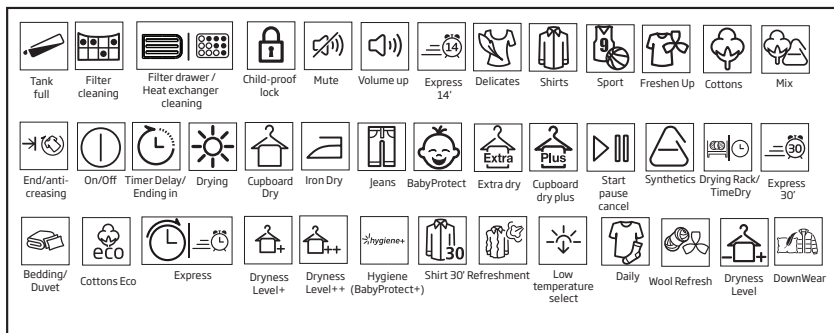 14
9
Tank full
Filter cleaning
Filter drawer / Heat exchanger cleaning
Child-proof lock
Mute
Volume up
Express 14'
Delicates
Shirts
Sport
Freshen Up
Cottons
Mix
Extra
Plus
30
End/anti-creasing
On/Off
Timer Delay/ Ending in
Drying
Cupboard Dry
Iron Dry
Jeans
BabyProtect
Extra dry
Cupboard dry plus
Start pause cancel
Synthetics
Drying Rack/ TimeDry
Express 30'
eco
+
++
hygiene+
30
- +
Bedding/ Duvet
Cottons Eco
Express
Dryness Level+
Dryness Level++
Hygiene (BabyProtect+)
Shirt 30'
Refreshment
Low temperature select
Daily
Wool Refresh
Dryness Level
DownWear